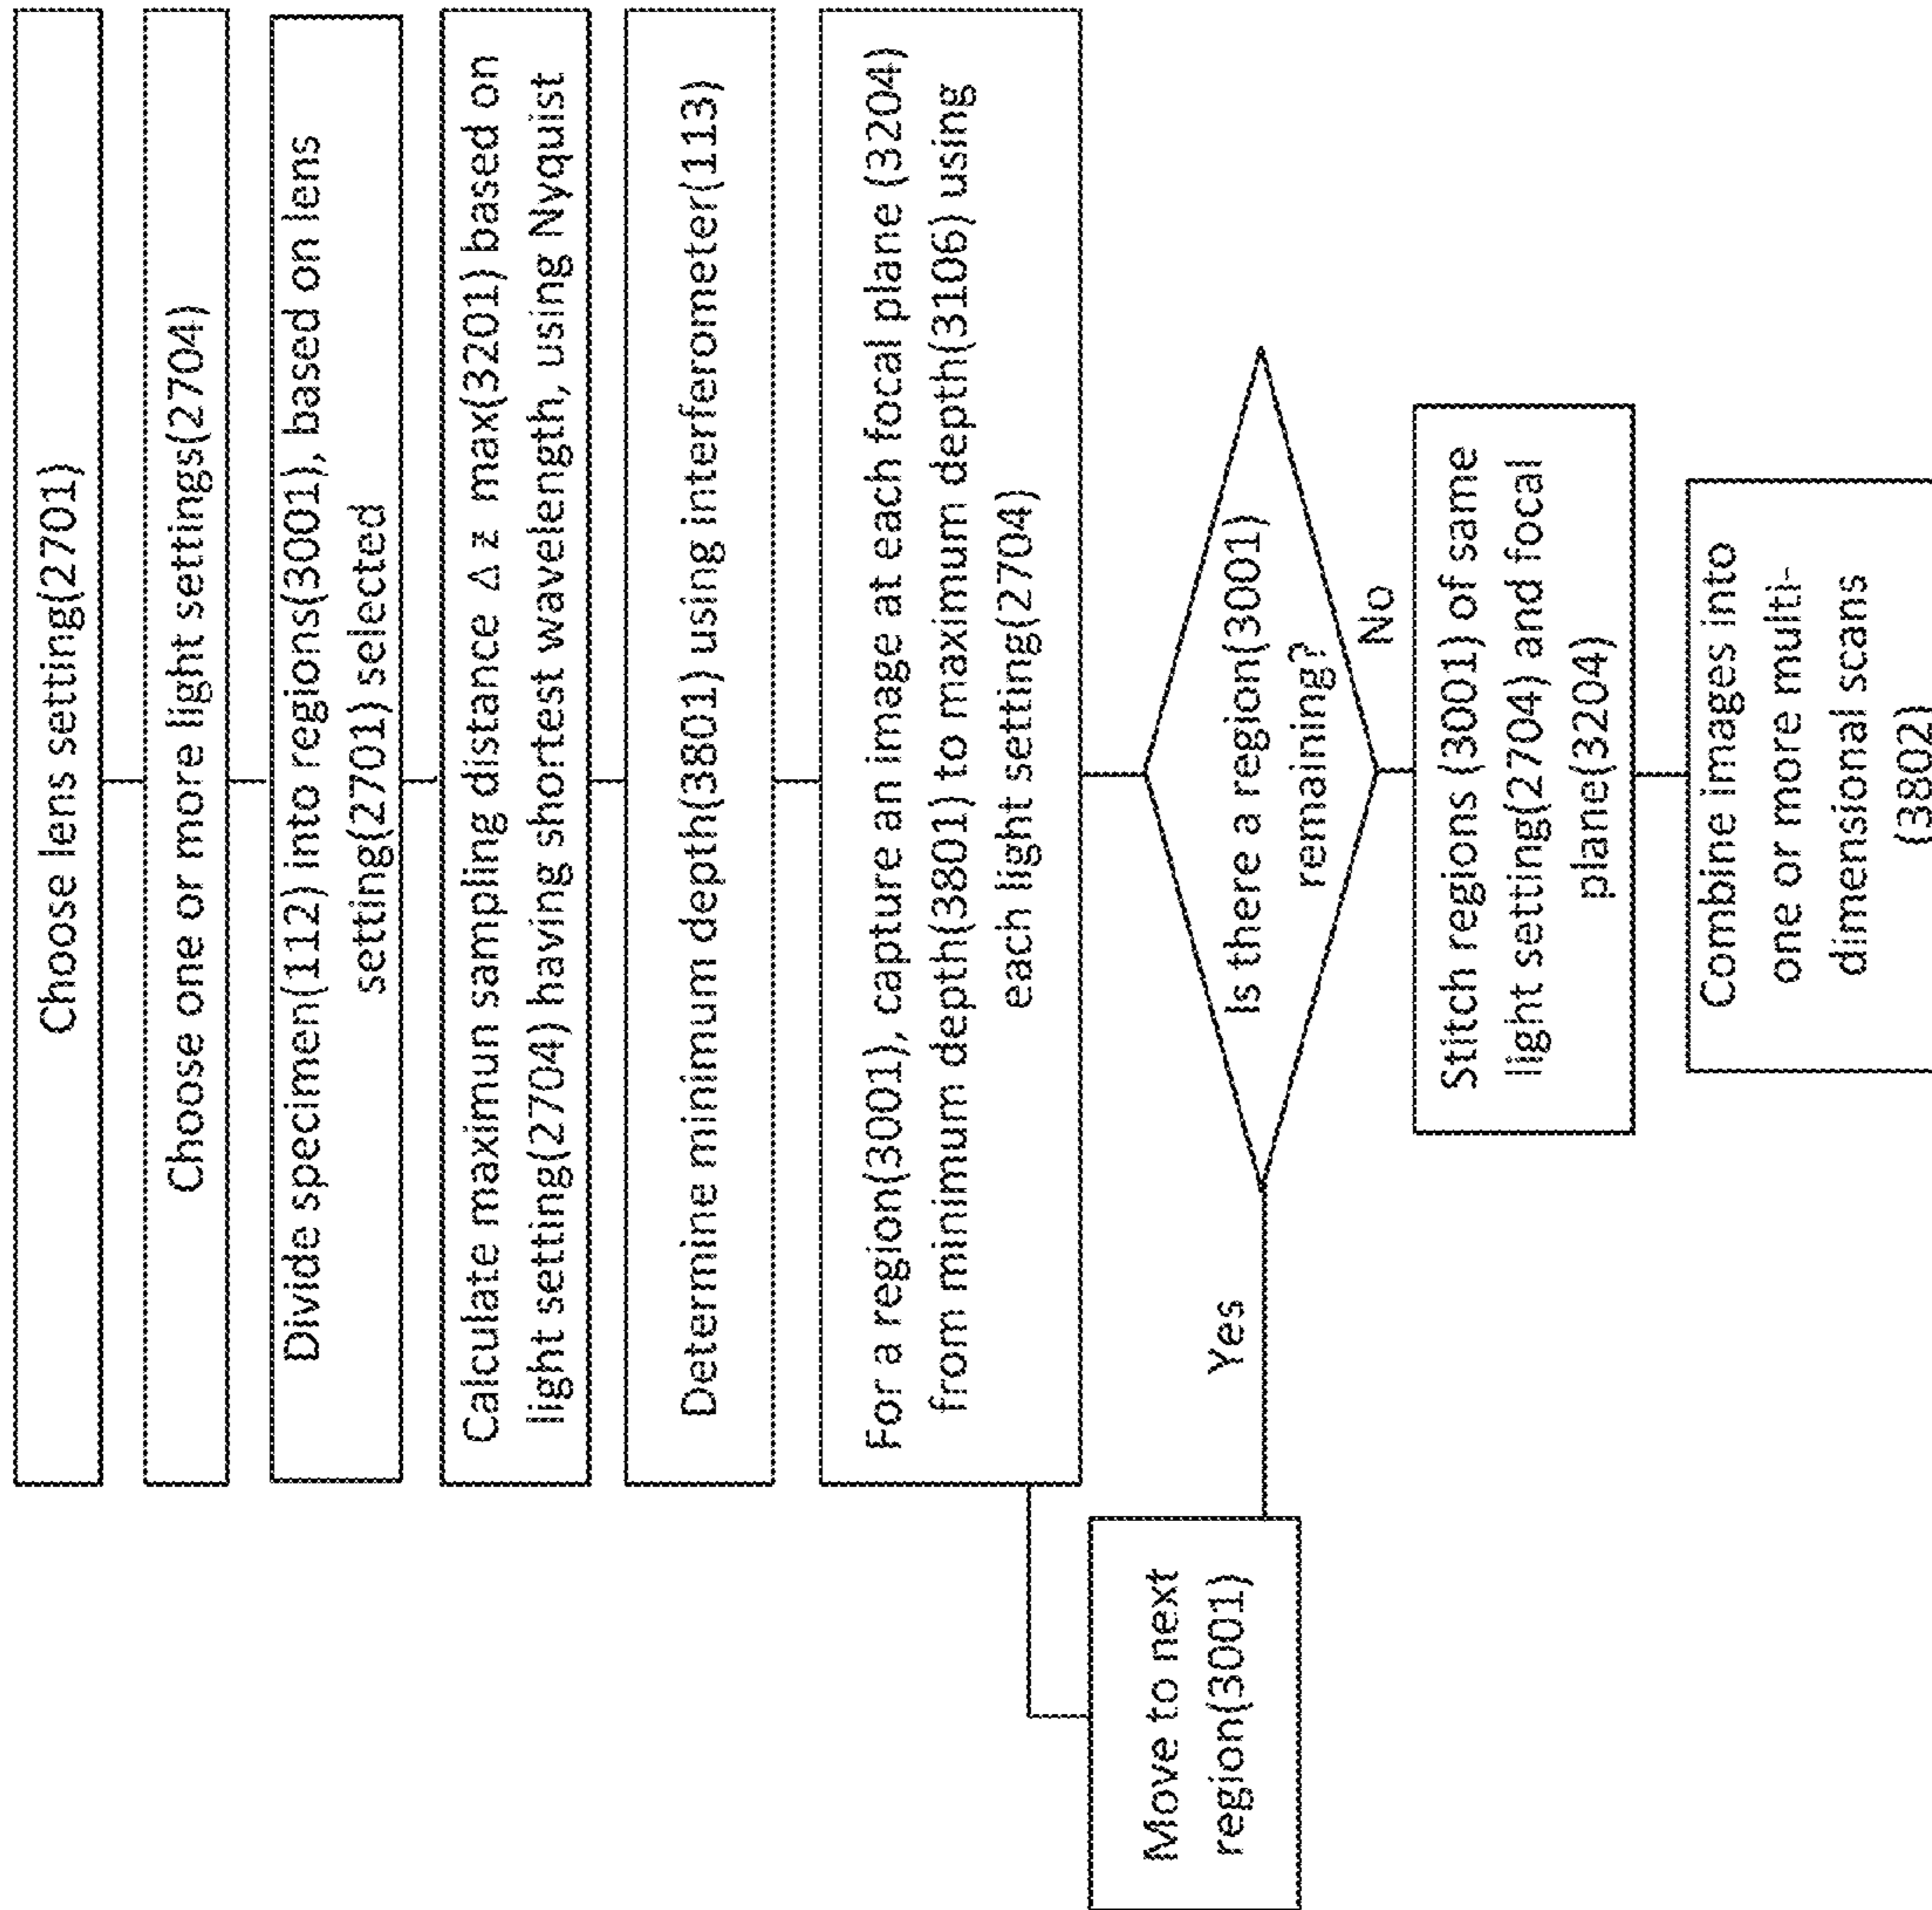 Choose lens setting(2701)
Choose one or more light settings(2704)
Divide specimen(112) into regions(3001), based on lens
setting(2701) selected
Calculate maximun sampling distance Δ z max(3201) based on
light setting(2704) having shortest wavelength, using Nyquist
Determine minimum depth(3801) using interferometer(113)
For a region(3001), capture an image at each focal plane (3204)
from minimum depth(3801) to maximum depth(3106) using
each light setting(2704)
Is there a region(3001)
remaining?
Yes
No
Move to next
region(3001)
Stitch regions (3001) of same
light setting(2704) and focal
plane(3204)
Combine images into
one or more multi-
dimensional scans
(3802)